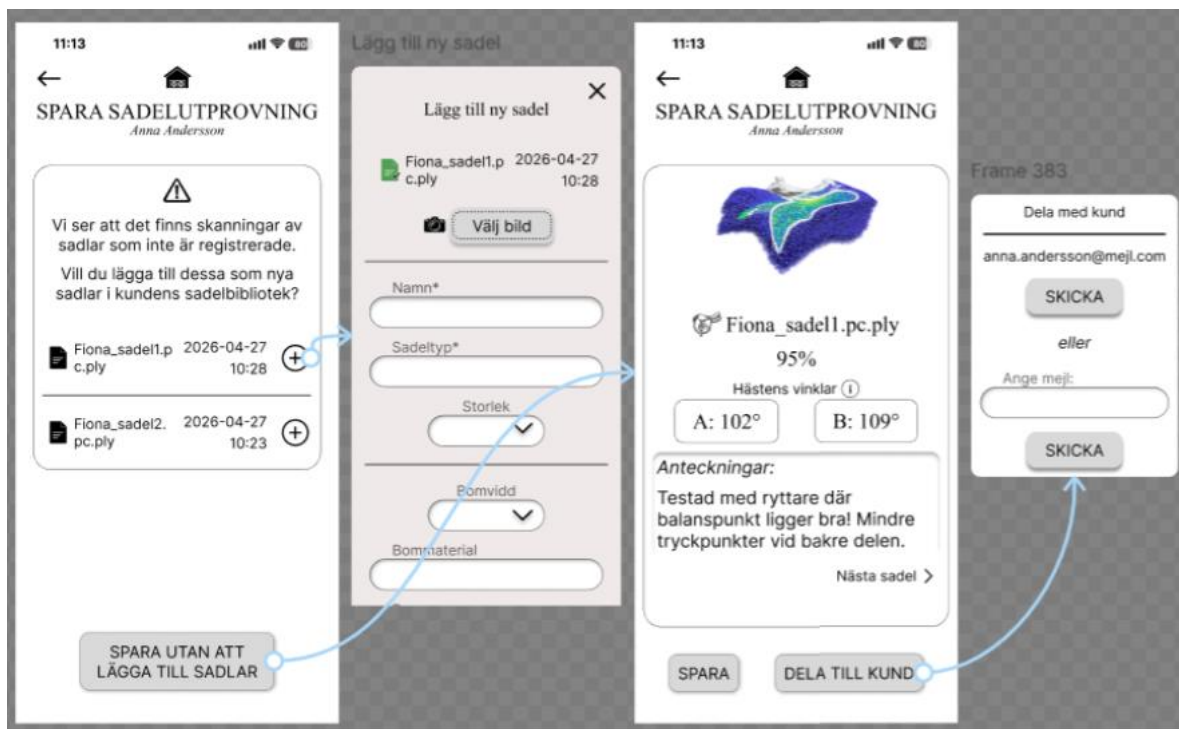 11:13
80
SPARA SADELUTPROVNING
Anna Andersson
Vi ser att det finns skanningar av
sadlar som inte är registrerade.
Vill du lägga till dessa som nya
sadlar i kundens sadelbibliotek?
Fiona_sadel1.p
c.ply
2026-04-27
10:28
Fiona_sadel2.
pc.ply
2026-04-27
10:23
SPARA UTAN ATT
LÄGGA TILL SADLAR
Lägg till ny sadel
Lägg till ny sadel
Fiona_sadel1.p
c.ply
2026-04-27
10:28
Välj bild
Namn*
Sadeltyp*
Storlek
Bomvidd
Bommaterial
11:13
80
SPARA SADELUTPROVNING
Anna Andersson
Fiona_sadel1.pc.ply
95%
Hästens vinklar i
A: 102°
B: 109°
Anteckningar:
Testad med ryttare där
balanspunkt ligger bra! Mindre
tryckpunkter vid bakre delen.
Nästa sadel >
SPARA
DELA TILL KUND
Frame 383
Dela med kund
anna.andersson@mejl.com
SKICKA
eller
Ange mejl:
SKICKA